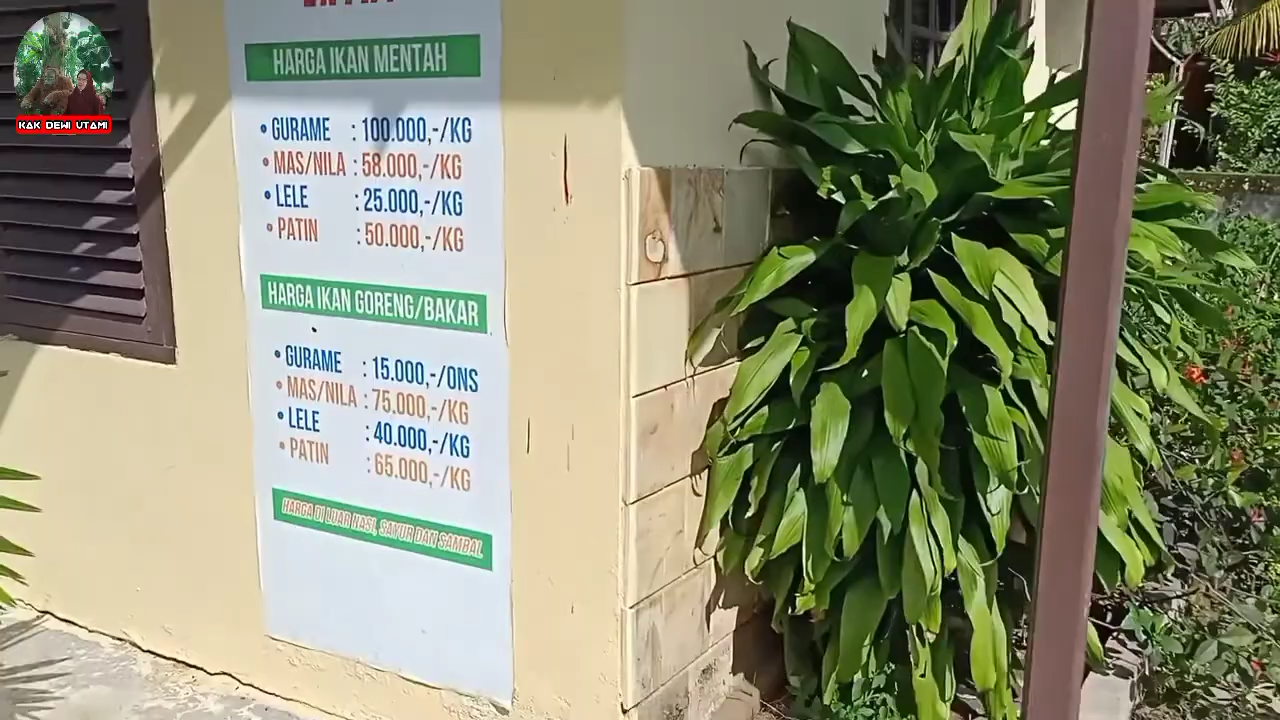 KAK DEWI UTAMI
HARGA IKAN MENTAH
• GURAME : 100.000,-/KG
• MAS/NILA : 58.000,-/KG
• LELE : 25.000,-/KG
• PATIN : 50.000,-/KG
HARGA IKAN GORENG/BAKAR
• GURAME : 15.000,-/ONS
• MAS/NILA : 75.000,-/KG
• LELE : 40.000,-/KG
• PATIN : 65.000,-/KG
HARGA DI LUAR NASI, SAYUR DAN SAMBAL